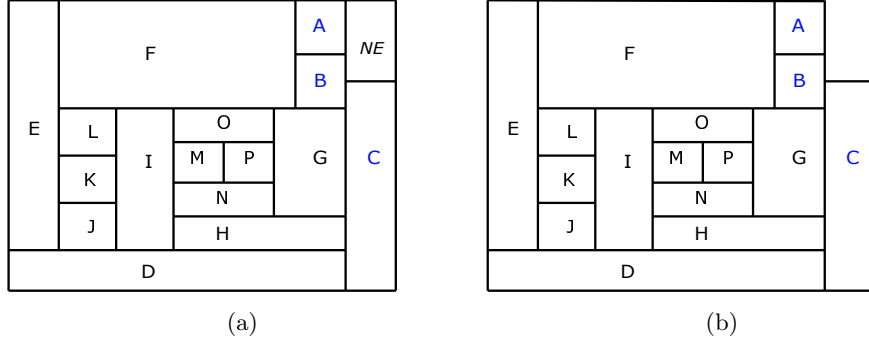 A A
NE
F F
B B
O O
E L E L
M P M P
I G C I G C
K K
N N
J J
H H
D D
(a) (b)